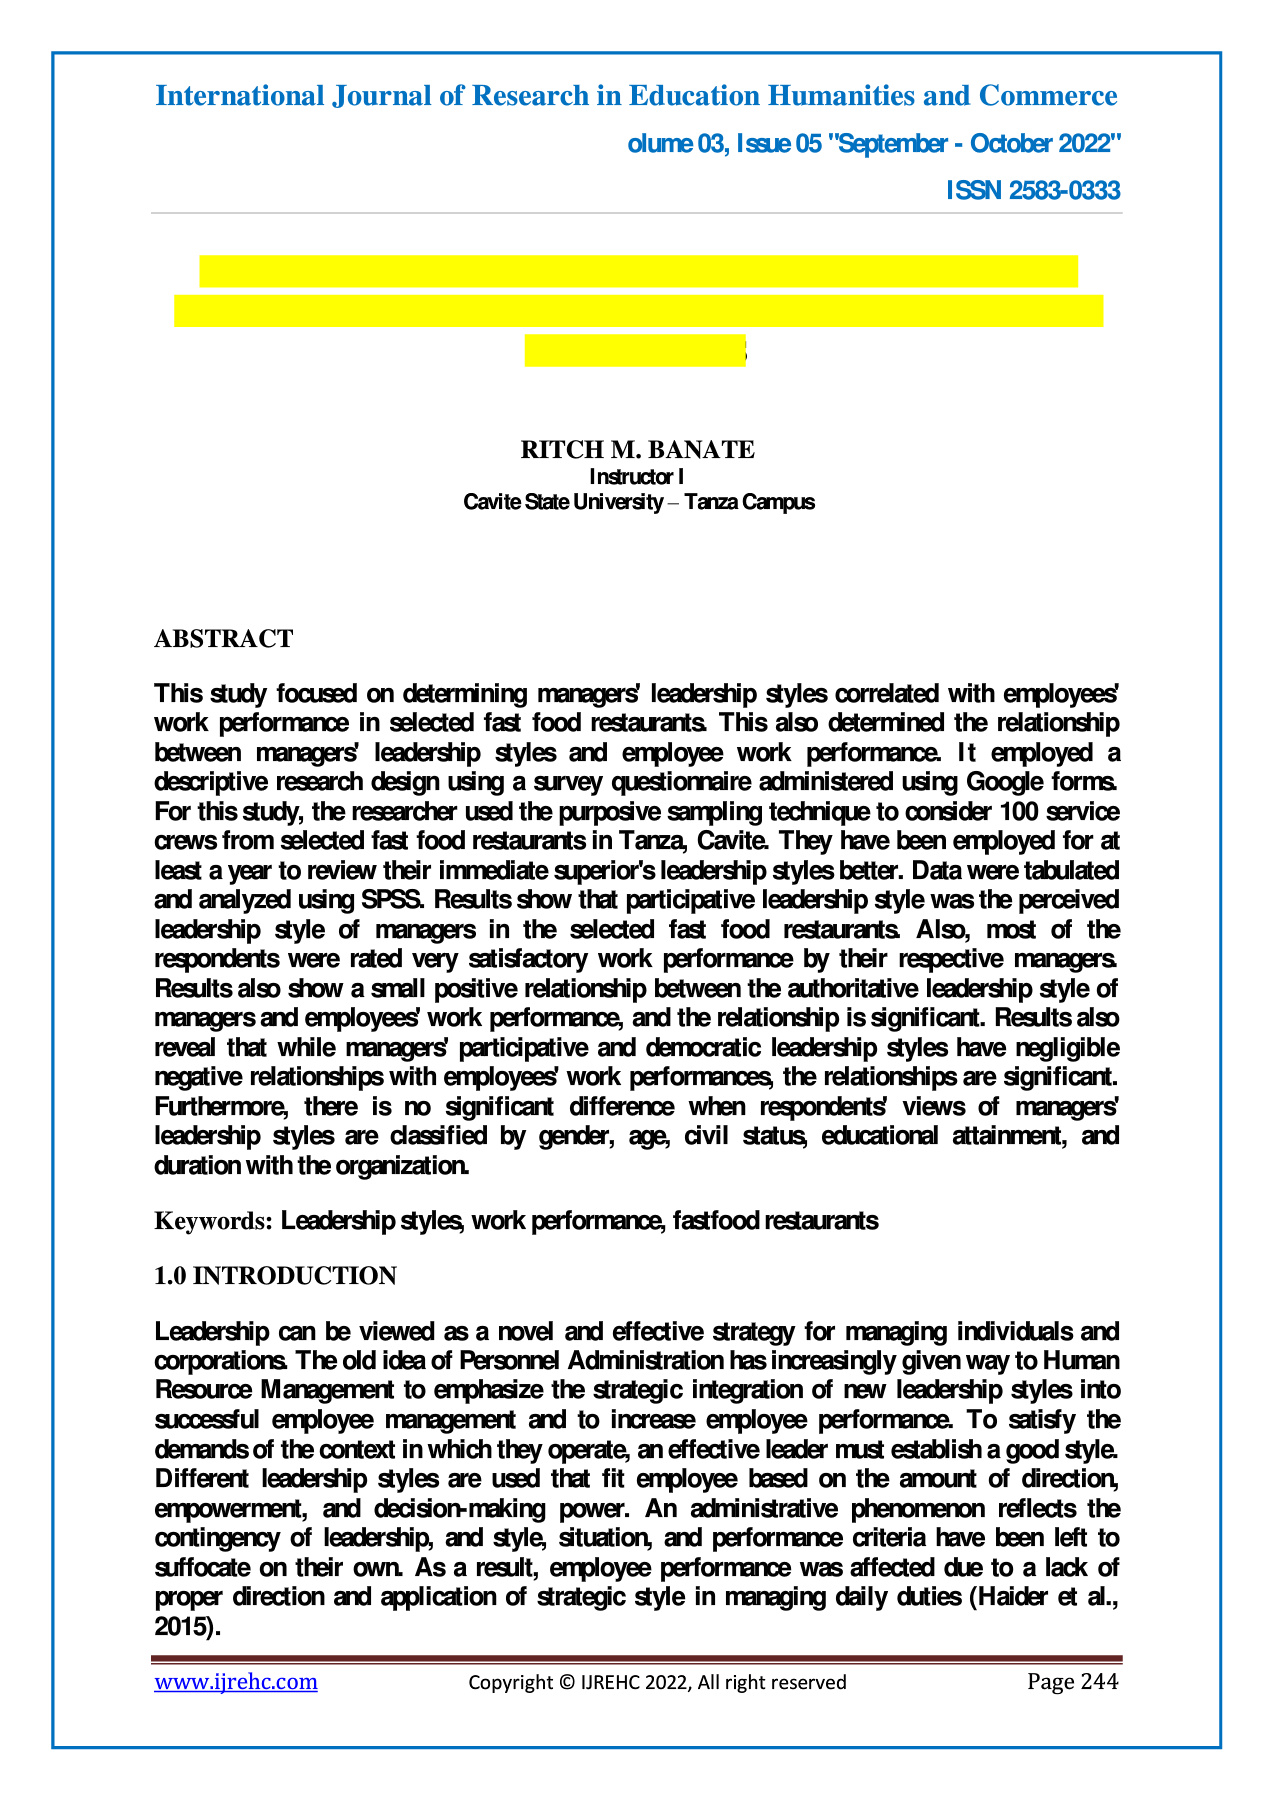 International Journal of Research in Education Humanities and Commerce
olume 03, Issue 05 "September - October 2022"
ISSN 2583-0333
RITCH M. BANATE
Instructor I
Cavite State University – Tanza Campus
ABSTRACT
This study focused on determining managers' leadership styles correlated with employees'
work performance in selected fast food restaurants. This also determined the relationship
between managers' leadership styles and employee work performance. It employed a
descriptive research design using a survey questionnaire administered using Google forms.
For this study, the researcher used the purposive sampling technique to consider 100 service
crews from selected fast food restaurants in Tanza, Cavite. They have been employed for at
least a year to review their immediate superior's leadership styles better. Data were tabulated
and analyzed using SPSS. Results show that participative leadership style was the perceived
leadership style of managers in the selected fast food restaurants. Also, most of the
respondents were rated very satisfactory work performance by their respective managers.
Results also show a small positive relationship between the authoritative leadership style of
managers and employees' work performance, and the relationship is significant. Results also
reveal that while managers' participative and democratic leadership styles have negligible
negative relationships with employees' work performances, the relationships are significant.
Furthermore, there is no significant difference when respondents' views of managers'
leadership styles are classified by gender, age, civil status, educational attainment, and
duration with the organization.
Keywords: Leadership styles, work performance, fastfood restaurants
1.0 INTRODUCTION
Leadership can be viewed as a novel and effective strategy for managing individuals and
corporations. The old idea of Personnel Administration has increasingly given way to Human
Resource Management to emphasize the strategic integration of new leadership styles into
successful employee management and to increase employee performance. To satisfy the
demands of the context in which they operate, an effective leader must establish a good style.
Different leadership styles are used that fit employee based on the amount of direction,
empowerment, and decision-making power. An administrative phenomenon reflects the
contingency of leadership, and style, situation, and performance criteria have been left to
suffocate on their own. As a result, employee performance was affected due to a lack of
proper direction and application of strategic style in managing daily duties (Haider et al.,
2015).
www.ijrehc.com Copyright © IJREHC 2022, All right reserved Page 244